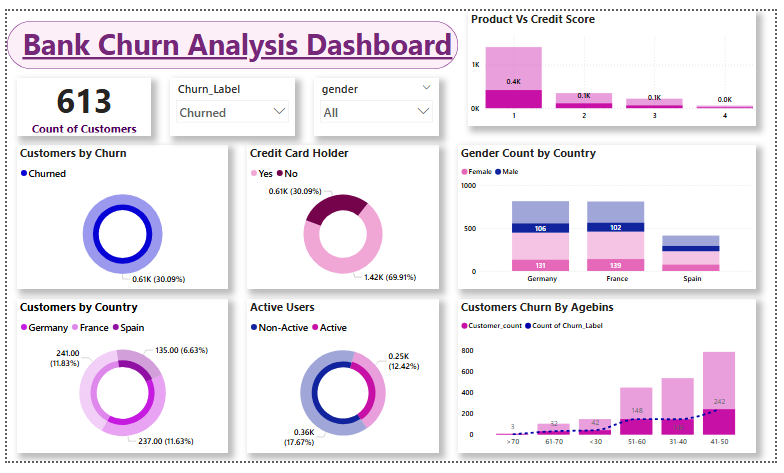 Bank Churn Analysis Dashboard
613
Count of Customers
Churn_Label
Churned
gender
All
Product Vs Credit Score
1K
0K
0.4K
0.1K
0.1K
0.0K
1 2 3 4
Customers by Churn
Churned
0.61K (30.09%)
Credit Card Holder
Yes No
0.61K (30.09%)
1.42K (69.91%)
Gender Count by Country
Female Male
1000
500
0
106
102
131
139
Germany France Spain
Customers by Country
Germany France Spain
241.00
(11.83%)
135.00 (6.63%)
237.00 (11.63%)
Active Users
Non-Active Active
0.25K
(12.42%)
0.36K
(17.67%)
Customers Churn By Agebins
Customer_count Count of Churn_Label
800
600
400
200
0
3
32
42
148
242
>70 61-70 <30 51-60 31-40 41-50